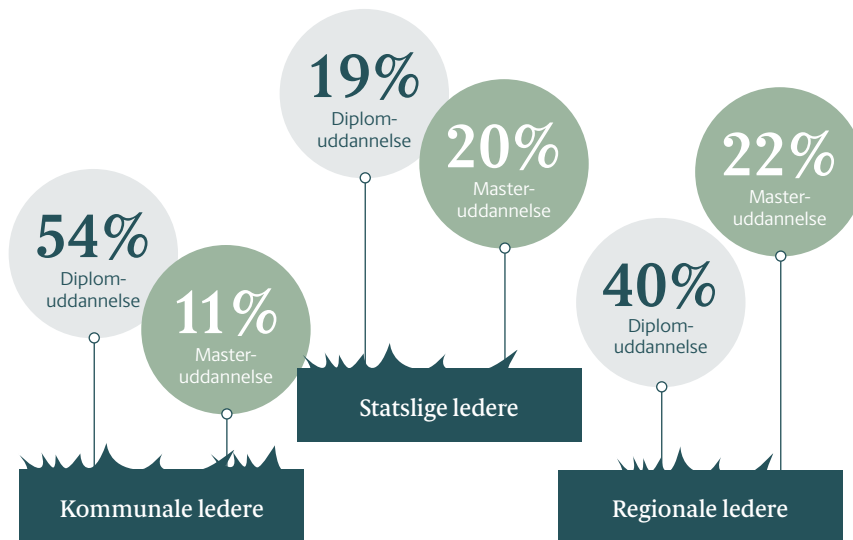 54%
Diplom-
uddannelse
11%
Master-
uddannelse
Kommunale ledere
19%
Diplom-
uddannelse
20%
Master-
uddannelse
Statslige ledere
40%
Diplom-
uddannelse
22%
Master-
uddannelse
Regionale ledere